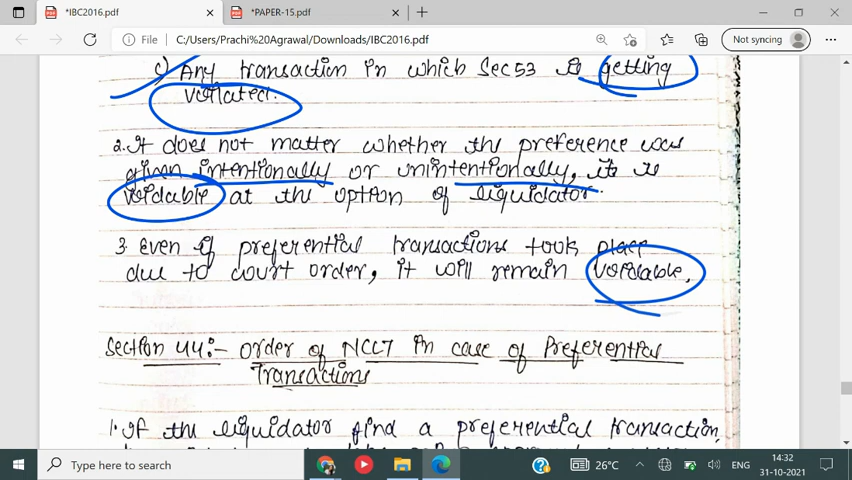 *IBC2016.pdf
*PAPER-15.pdf
C:/Users/Prachi%20Agrawal/Downloads/IBC2016.pdf
Not syncing
c) Any transaction in which Sec 53 is getting
voilated.
2. It does not matter whether the preference was
given intentionally or unintentionally, its is
voidable at the option of liquidator.
3. Even if preferential transactions took place
due to court order, it will remain voidable.
Section 44:- Order of NCLT in case of Preferential
Transactions
1. If the liquidator find a preferential transaction,
Type here to search
26°C
ENG
14:32
31-10-2021